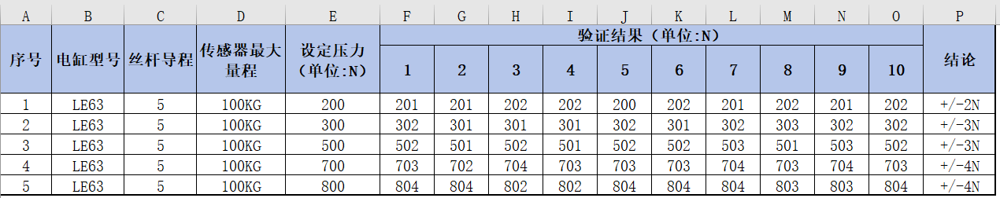 A B C D E F G H I J K L M N O P
序号 电缸型号 丝杆导程 传感器最大量程 设定压力（单位:N） 验证结果（单位:N） 结论
1 2 3 4 5 6 7 8 9 10
1 LE63 5 100KG 200 201 201 202 202 200 202 201 202 201 202 +/-2N
2 LE63 5 100KG 300 302 301 301 301 302 301 302 303 302 302 +/-3N
3 LE63 5 100KG 500 502 501 502 501 502 502 503 501 503 502 +/-3N
4 LE63 5 100KG 700 703 702 704 703 703 703 704 703 704 703 +/-4N
5 LE63 5 100KG 800 804 804 802 802 804 804 804 803 803 804 +/-4N